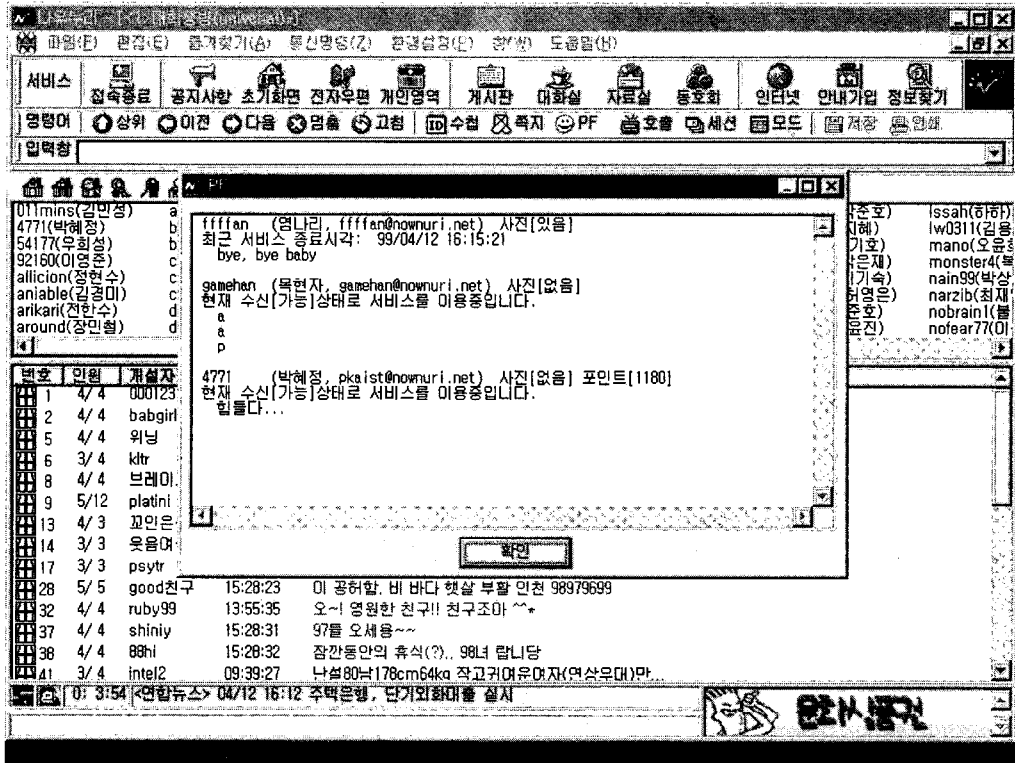 파일(F) 편집(E) 즐겨찾기(A) 통신명령(Z) 환경설정(C) 창(W) 도움말(H)
서비스 접속종료 공지사항 초기화면 전자우편 개인영역 게시판 대화실 자료실 동호회 인터넷 안내가입 정보찾기
명령어 상위 이전 다음 멈춤 고침 수첩 쪽지 PF 호출 세션 모드 저장 인쇄
입력창
PF
011mins(김민성)
4771(박혜정)
54177(우희성)
92160(이영준)
allicion(정현수)
aniable(김경미)
arikari(전한수)
around(장민철)
ffffan (염나리, ffffan@nownuri.net) 사진[있음]
최근 서비스 종료시각: 99/04/12 16:15:21
bye, bye baby
gamehan (목현자, gamehan@nownuri.net) 사진[없음]
현재 수신[가능]상태로 서비스를 이용중입니다.
a
a
p
4771 (박혜정, pkaist@nownuri.net) 사진[없음] 포인트[1180]
현재 수신[가능]상태로 서비스를 이용중입니다.
힘들다...
확인
lssah(하하)
lw0311(김용
mano(오윤
monster4(
nain99(박상
narzib(최재
nobrain1(불
nofear77(이
번호 인원 개설자
1 4/ 4 000123
2 4/ 4 babgirl
5 4/ 4 위닝
6 3/ 4 kltr
8 4/ 4 브레이.
9 5/12 platini
13 4/ 3 꼬인은
14 3/ 3 웃음여
17 3/ 3 psytr
28 5/ 5 good친구 15:28:23 이 공허함, 비 바다 햇살 부활 인천 98979699
32 4/ 4 ruby99 13:55:35 오~! 영원한 친구!! 친구조아 ^^*
37 4/ 4 shiniy 15:28:31 97들 오세용~~
38 4/ 4 88hi 15:28:32 잠깐동안의 휴식(?).. 98녀 랍니당
41 3/ 4 intel2 09:39:27 난설80남178cm64kg 작고귀여운여자(연상우대)만...
0: 3:54 <연합뉴스> 04/12 16:12 주택은행, 단기외화대출 실시